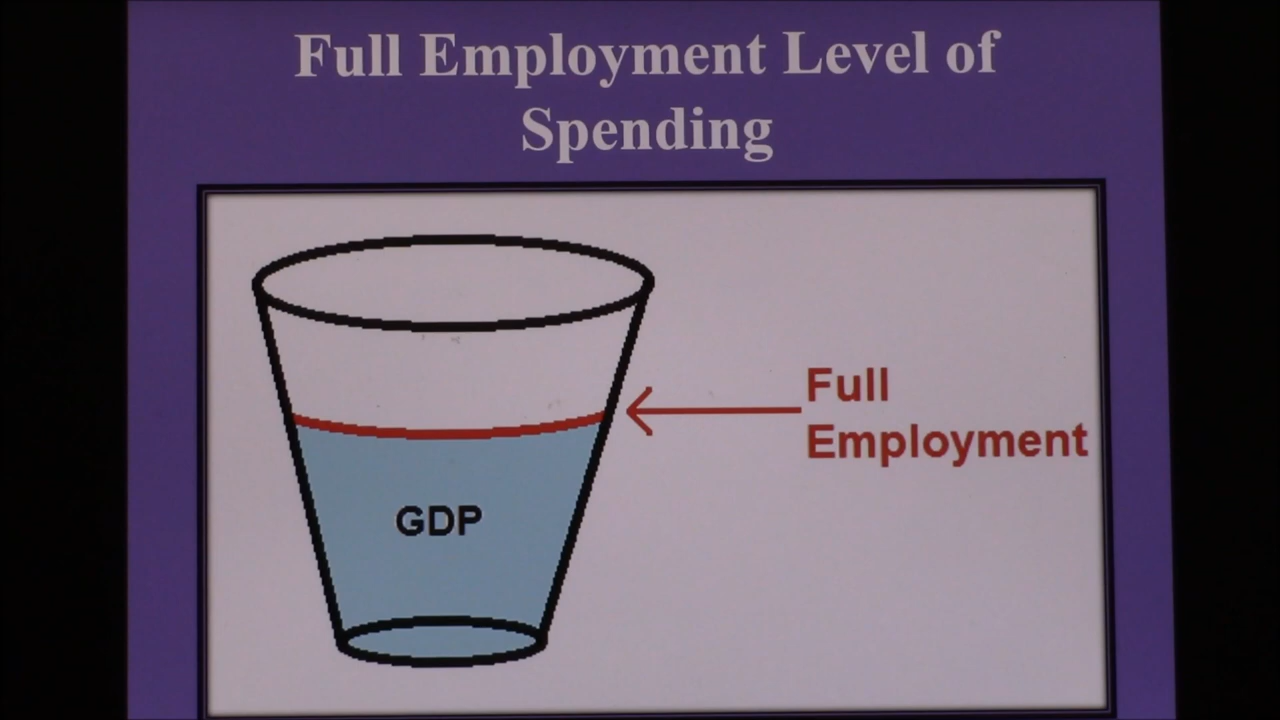 Full Employment Level of
Spending
Full
Employment
GDP